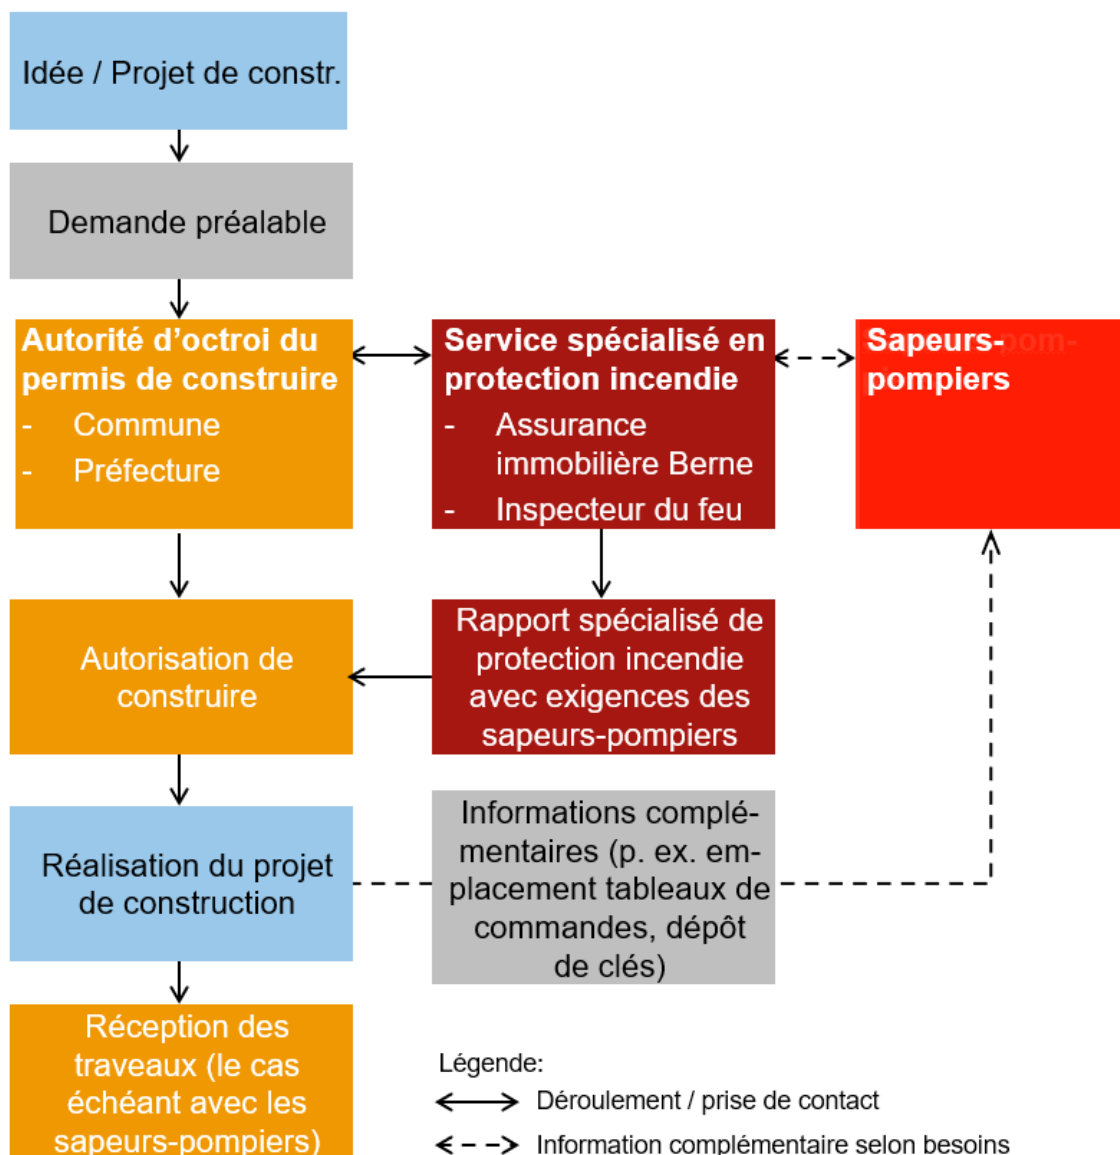 Idée / Projet de constr.
Demande préalable
Autorité d’octroi du
permis de construire
- Commune
- Préfecture
Service spécialisé en
protection incendie
- Assurance
immobilière Berne
- Inspecteur du feu
Sapeurs-
pompiers
Autorisation de
construire
Rapport spécialisé de
protection incendie
avec exigences des
sapeurs-pompiers
Réalisation du projet
de construction
Informations complé-
mentaires (p. ex. em-
placement tableaux de
commandes, dépôt
de clés)
Réception des
traveaux (le cas
échéant avec les
sapeurs-pompiers)
Légende:
Déroulement / prise de contact
Information complémentaire selon besoins